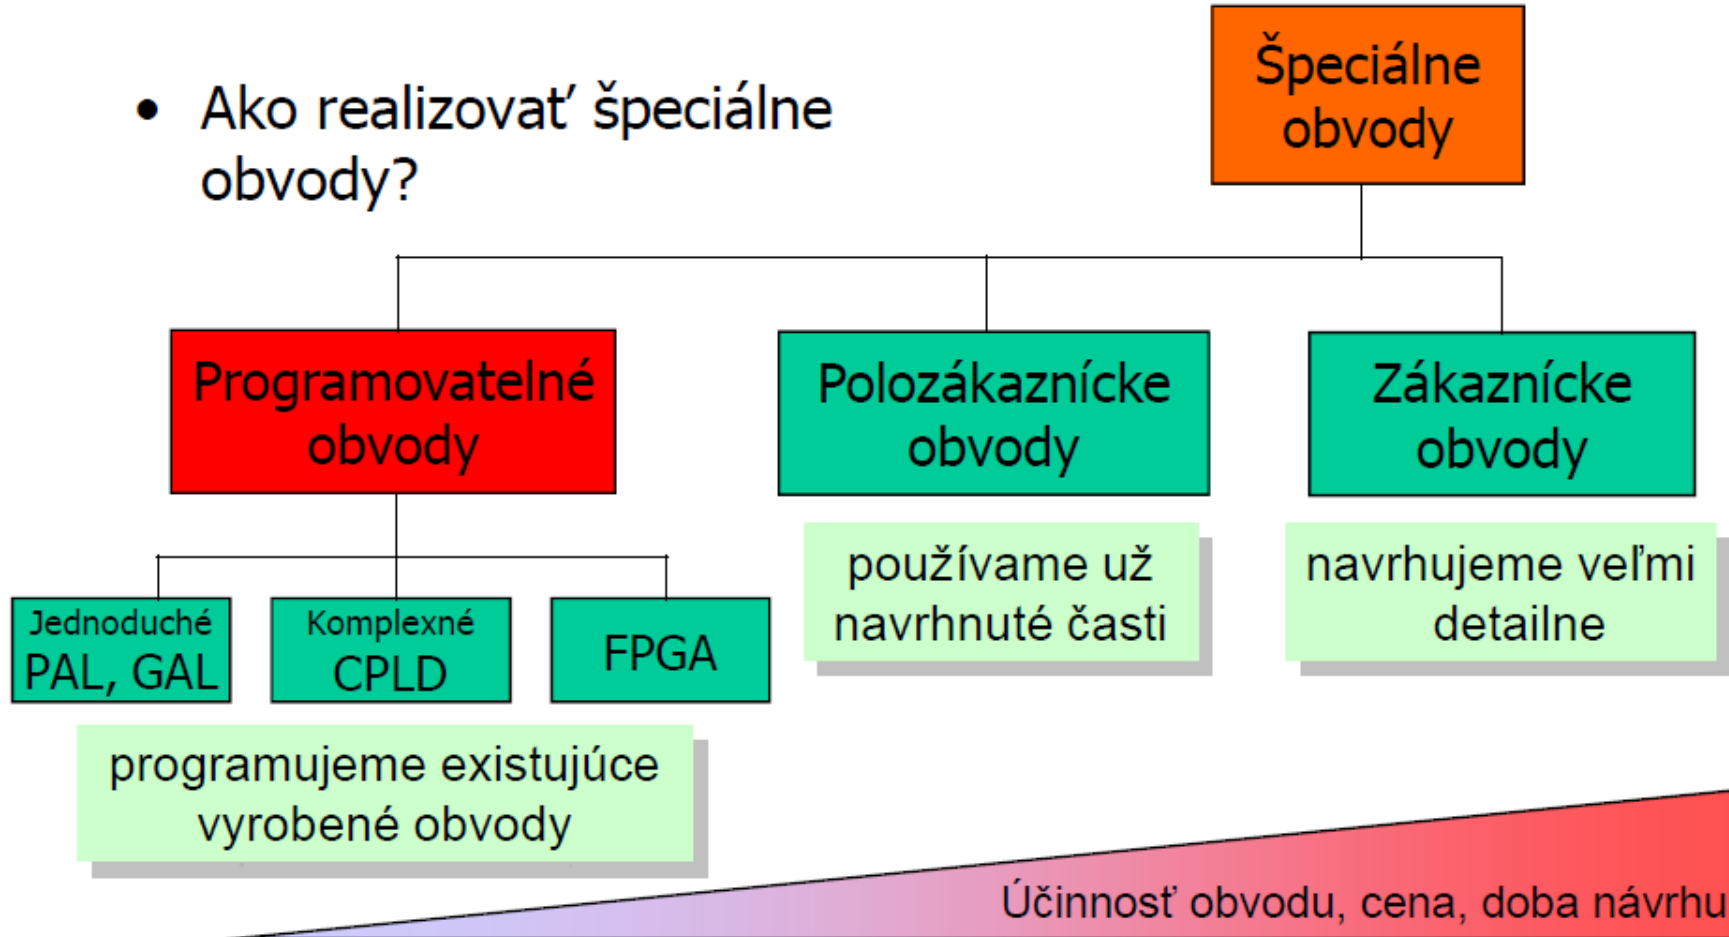 • Ako realizovať špeciálne
obvody?
Špeciálne
obvody
Programovatelné
obvody
Polozákaznícke
obvody
Zákaznícke
obvody
Jednoduché
PAL, GAL
Komplexné
CPLD
FPGA
používame už
navrhnuté časti
navrhujeme veľmi
detailne
programujeme existujúce
vyrobené obvody
Účinnosť obvodu, cena, doba návrhu